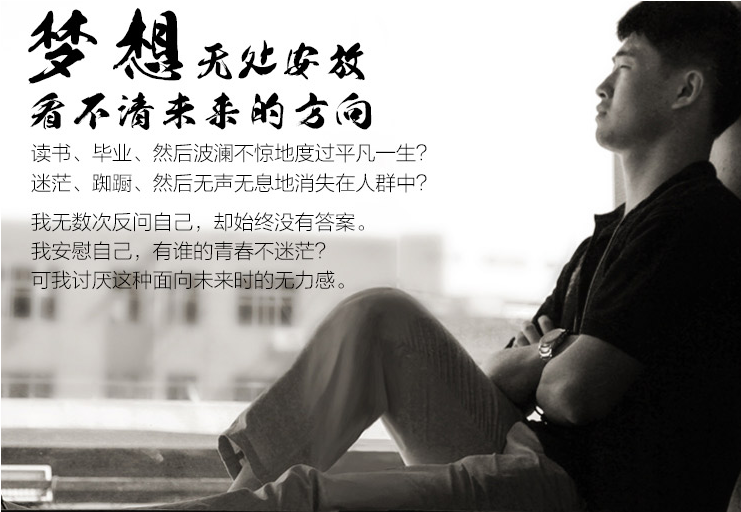 梦想无处安放
看不清未来的方向
读书、毕业、然后波澜不惊地度过平凡一生？
迷茫、踟蹰、然后无声无息地消失在人群中？
我无数次反问自己，却始终没有答案。
我安慰自己，有谁的青春不迷茫？
可我讨厌这种面向未来时的无力感。